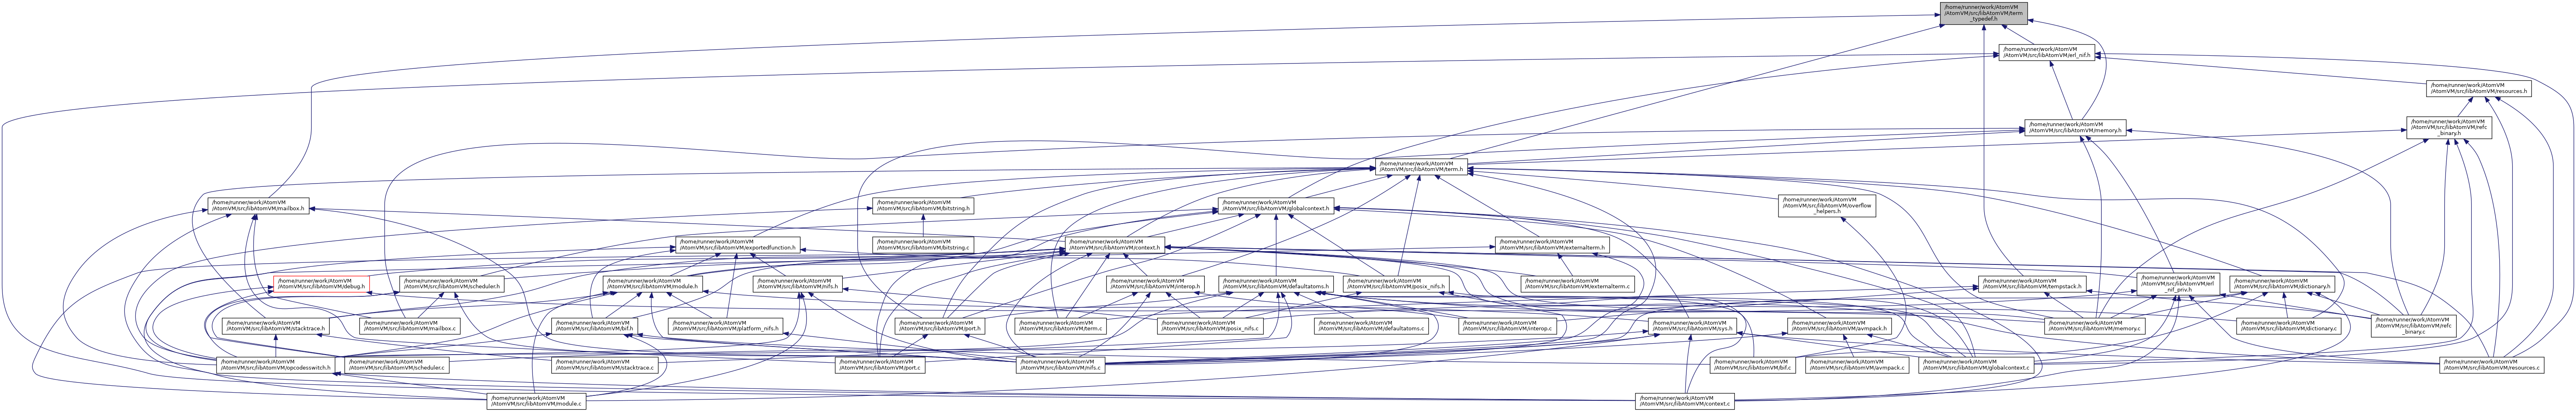 /home/runner/work/AtomVM
/AtomVM/src/libAtomVM/term
_typedef.h
/home/runner/work/AtomVM
/AtomVM/src/libAtomVM/erl_nif.h
/home/runner/work/AtomVM
/AtomVM/src/libAtomVM/resources.h
/home/runner/work/AtomVM
/AtomVM/src/libAtomVM/memory.h
/home/runner/work/AtomVM
/AtomVM/src/libAtomVM/refc
_binary.h
/home/runner/work/AtomVM
/AtomVM/src/libAtomVM/term.h
/home/runner/work/AtomVM
/AtomVM/src/libAtomVM/mailbox.h
/home/runner/work/AtomVM
/AtomVM/src/libAtomVM/bitstring.h
/home/runner/work/AtomVM
/AtomVM/src/libAtomVM/globalcontext.h
/home/runner/work/AtomVM
/AtomVM/src/libAtomVM/overflow
_helpers.h
/home/runner/work/AtomVM
/AtomVM/src/libAtomVM/exportedfunction.h
/home/runner/work/AtomVM
/AtomVM/src/libAtomVM/bitstring.c
/home/runner/work/AtomVM
/AtomVM/src/libAtomVM/context.h
/home/runner/work/AtomVM
/AtomVM/src/libAtomVM/externalterm.h
/home/runner/work/AtomVM
/AtomVM/src/libAtomVM/debug.h
/home/runner/work/AtomVM
/AtomVM/src/libAtomVM/scheduler.h
/home/runner/work/AtomVM
/AtomVM/src/libAtomVM/module.h
/home/runner/work/AtomVM
/AtomVM/src/libAtomVM/nifs.h
/home/runner/work/AtomVM
/AtomVM/src/libAtomVM/interop.h
/home/runner/work/AtomVM
/AtomVM/src/libAtomVM/defaultatoms.h
/home/runner/work/AtomVM
/AtomVM/src/libAtomVM/posix_nifs.h
/home/runner/work/AtomVM
/AtomVM/src/libAtomVM/externalterm.c
/home/runner/work/AtomVM
/AtomVM/src/libAtomVM/tempstack.h
/home/runner/work/AtomVM
/AtomVM/src/libAtomVM/erl
_nif_priv.h
/home/runner/work/AtomVM
/AtomVM/src/libAtomVM/dictionary.h
/home/runner/work/AtomVM
/AtomVM/src/libAtomVM/stacktrace.h
/home/runner/work/AtomVM
/AtomVM/src/libAtomVM/mailbox.c
/home/runner/work/AtomVM
/AtomVM/src/libAtomVM/bif.h
/home/runner/work/AtomVM
/AtomVM/src/libAtomVM/platform_nifs.h
/home/runner/work/AtomVM
/AtomVM/src/libAtomVM/port.h
/home/runner/work/AtomVM
/AtomVM/src/libAtomVM/term.c
/home/runner/work/AtomVM
/AtomVM/src/libAtomVM/posix_nifs.c
/home/runner/work/AtomVM
/AtomVM/src/libAtomVM/defaultatoms.c
/home/runner/work/AtomVM
/AtomVM/src/libAtomVM/interop.c
/home/runner/work/AtomVM
/AtomVM/src/libAtomVM/sys.h
/home/runner/work/AtomVM
/AtomVM/src/libAtomVM/avmpack.h
/home/runner/work/AtomVM
/AtomVM/src/libAtomVM/memory.c
/home/runner/work/AtomVM
/AtomVM/src/libAtomVM/dictionary.c
/home/runner/work/AtomVM
/AtomVM/src/libAtomVM/refc
_binary.c
/home/runner/work/AtomVM
/AtomVM/src/libAtomVM/opcodesswitch.h
/home/runner/work/AtomVM
/AtomVM/src/libAtomVM/scheduler.c
/home/runner/work/AtomVM
/AtomVM/src/libAtomVM/stacktrace.c
/home/runner/work/AtomVM
/AtomVM/src/libAtomVM/port.c
/home/runner/work/AtomVM
/AtomVM/src/libAtomVM/nifs.c
/home/runner/work/AtomVM
/AtomVM/src/libAtomVM/bif.c
/home/runner/work/AtomVM
/AtomVM/src/libAtomVM/avmpack.c
/home/runner/work/AtomVM
/AtomVM/src/libAtomVM/globalcontext.c
/home/runner/work/AtomVM
/AtomVM/src/libAtomVM/resources.c
/home/runner/work/AtomVM
/AtomVM/src/libAtomVM/module.c
/home/runner/work/AtomVM
/AtomVM/src/libAtomVM/context.c